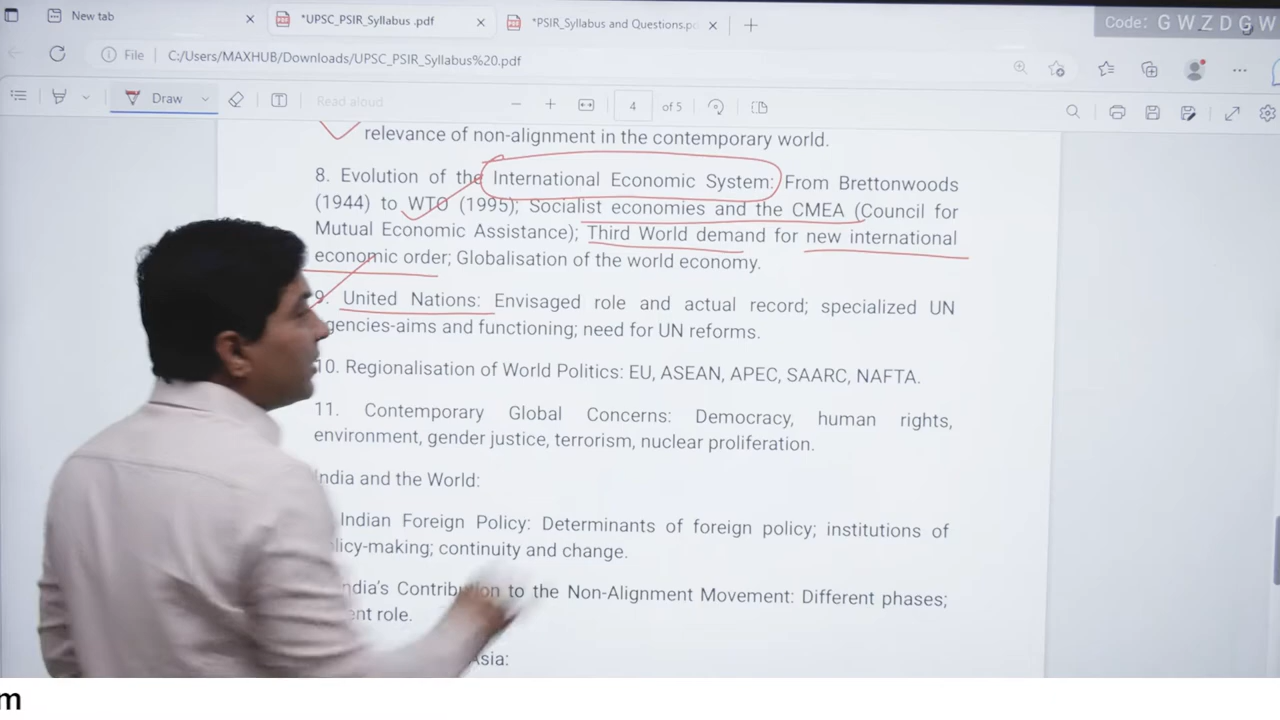 New tab
*UPSC_PSIR_Syllabus .pdf
*PSIR_Syllabus and Questions.p
Code: G W Z D G W
File C:/Users/MAXHUB/Downloads/UPSC_PSIR_Syllabus%20.pdf
Draw Read aloud 4 of 5
relevance of non-alignment in the contemporary world.
8. Evolution of the International Economic System: From Brettonwoods
(1944) to WTO (1995); Socialist economies and the CMEA (Council for
Mutual Economic Assistance); Third World demand for new international
economic order; Globalisation of the world economy.
9. United Nations: Envisaged role and actual record; specialized UN
gencies-aims and functioning; need for UN reforms.
10. Regionalisation of World Politics: EU, ASEAN, APEC, SAARC, NAFTA.
11. Contemporary Global Concerns: Democracy, human rights,
environment, gender justice, terrorism, nuclear proliferation.
India and the World:
Indian Foreign Policy: Determinants of foreign policy; institutions of
licy-making; continuity and change.
ndia's Contribution to the Non-Alignment Movement: Different phases;
ent role.
Asia:
m